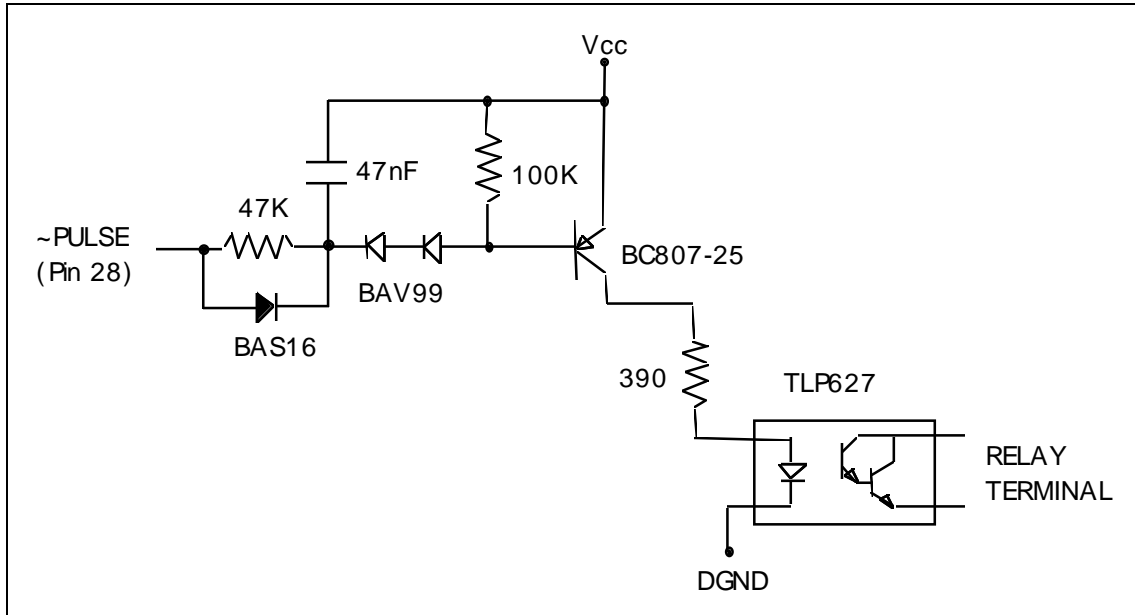 Vcc
47nF
100K
47K
~PULSE
(Pin 28)
BC807-25
BAV99
BAS16
390
TLP627
RELAY
TERMINAL
DGND